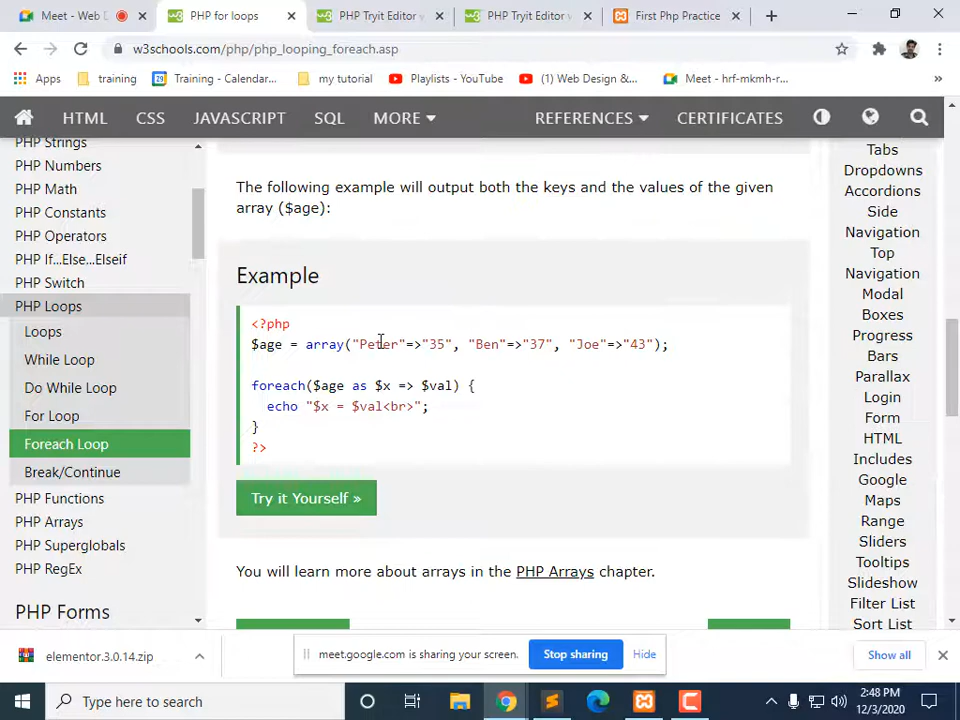 Meet - Web D
PHP for loops
PHP Tryit Editor v
PHP Tryit Editor v
First Php Practice
w3schools.com/php/php_looping_foreach.asp
Apps
training
Training - Calendar...
my tutorial
Playlists - YouTube
(1) Web Design &...
Meet - hrf-mkmh-r...
»
HTML
CSS
JAVASCRIPT
SQL
MORE
REFERENCES
CERTIFICATES
PHP Strings
PHP Numbers
PHP Math
PHP Constants
PHP Operators
PHP If...Else...Elseif
PHP Switch
PHP Loops
Loops
While Loop
Do While Loop
For Loop
Foreach Loop
Break/Continue
PHP Functions
PHP Arrays
PHP Superglobals
PHP RegEx
PHP Forms
The following example will output both the keys and the values of the given
array ($age):
Example
<?php
$age = array("Peter"=>"35", "Ben"=>"37", "Joe"=>"43");
foreach($age as $x => $val) {
echo "$x = $val<br>";
}
?>
Try it Yourself »
You will learn more about arrays in the PHP Arrays chapter.
Tabs
Dropdowns
Accordions
Side
Navigation
Top
Navigation
Modal
Boxes
Progress
Bars
Parallax
Login
Form
HTML
Includes
Google
Maps
Range
Sliders
Tooltips
Slideshow
Filter List
Sort List
elementor.3.0.14.zip
meet.google.com is sharing your screen.
Stop sharing
Hide
Show all
Type here to search
2:48 PM
12/3/2020